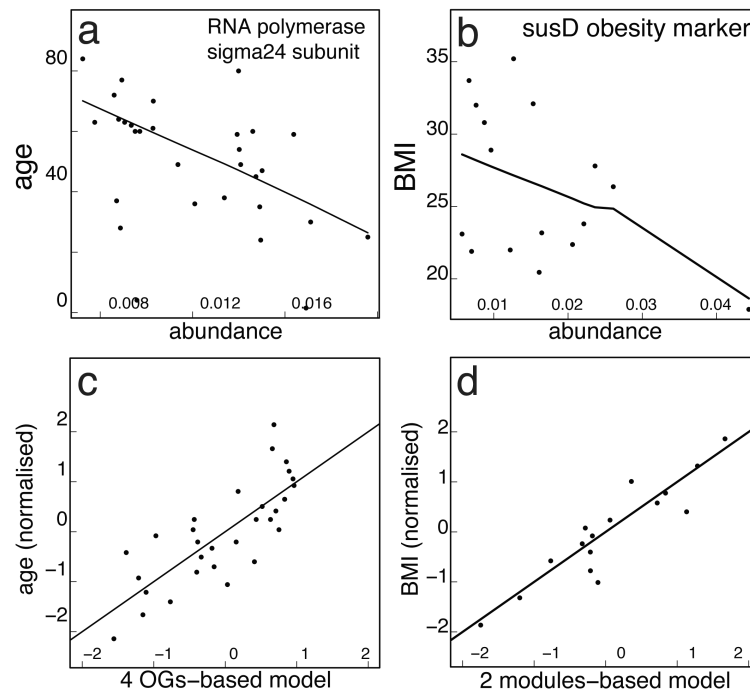 a
RNA polymerase
sigma24 subunit
80
40
0
age
0.008 0.012 0.016
abundance
b
susD obesity marker
35
30
25
20
BMI
0.01 0.02 0.03 0.04
abundance
c
2
1
0
−1
−2
age (normalised)
−2 −1 0 1 2
4 OGs−based model
d
2
1
0
−1
−2
BMI (normalised)
−2 −1 0 1 2
2 modules−based model